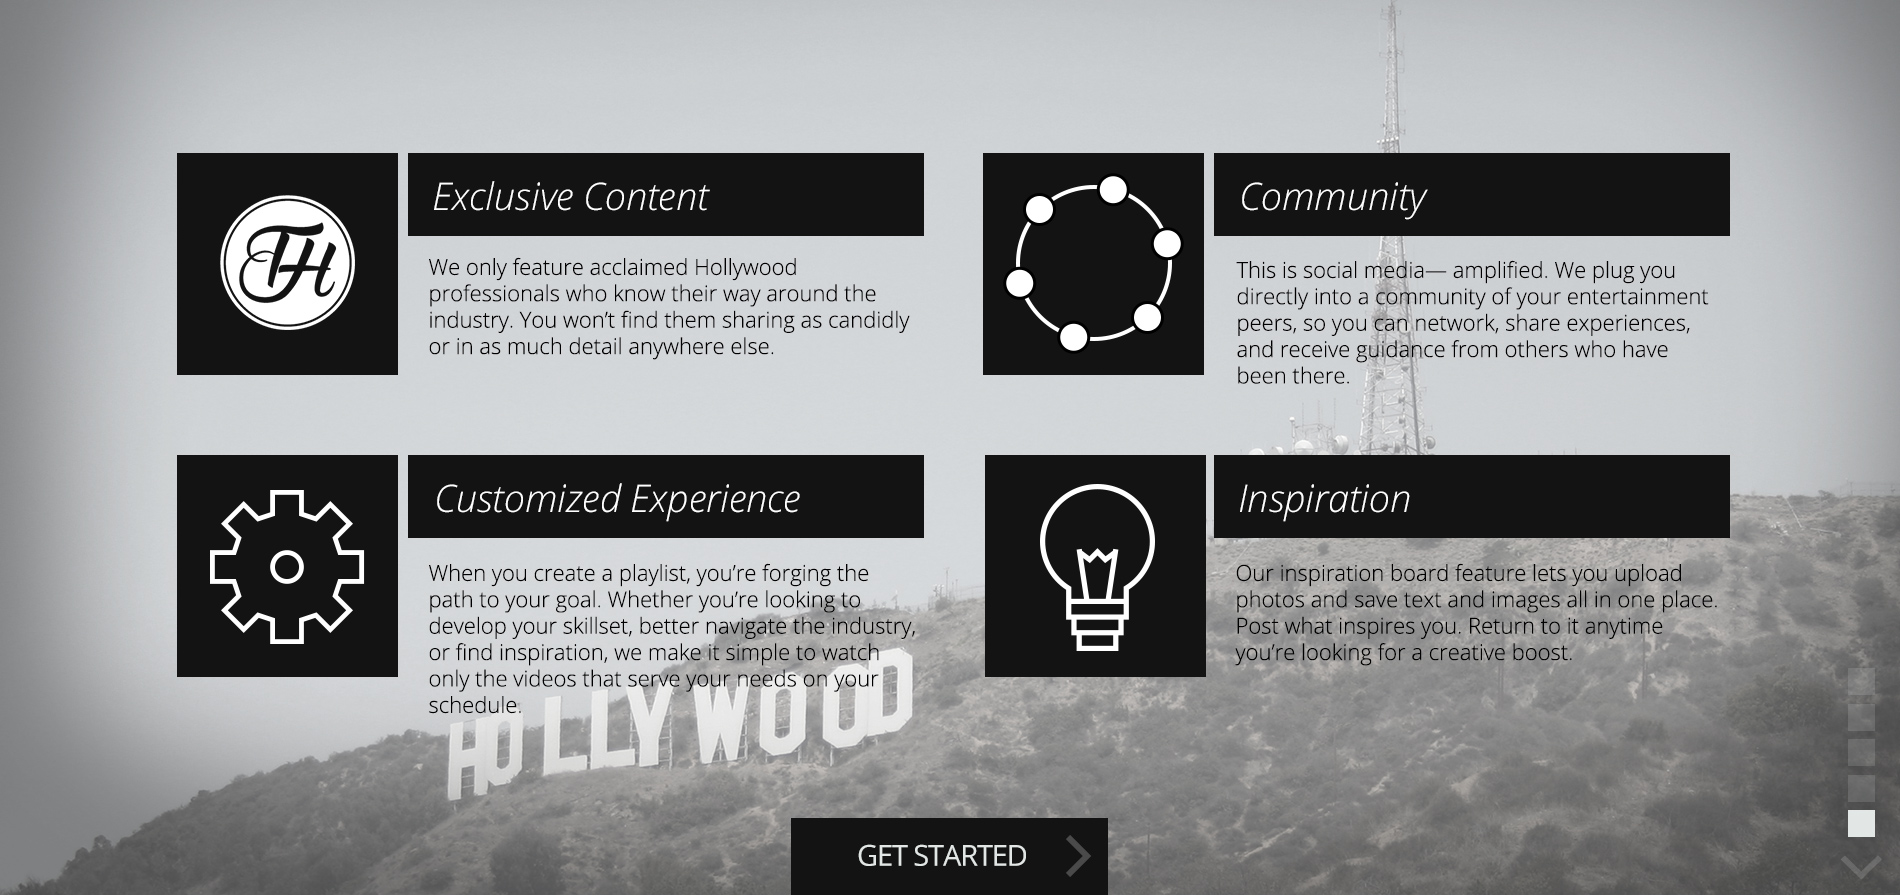 TH
Exclusive Content
We only feature acclaimed Hollywood
professionals who know their way around the
industry. You won’t find them sharing as candidly
or in as much detail anywhere else.
Community
This is social media— amplified. We plug you
directly into a community of your entertainment
peers, so you can network, share experiences,
and receive guidance from others who have
been there.
Customized Experience
When you create a playlist, you’re forging the
path to your goal. Whether you’re looking to
develop your skillset, better navigate the industry,
or find inspiration, we make it simple to watch
only the videos that serve your needs on your
schedule.
Inspiration
Our inspiration board feature lets you upload
photos and save text and images all in one place.
Post what inspires you. Return to it anytime
you’re looking for a creative boost.
HOLLYWOOD
GET STARTED